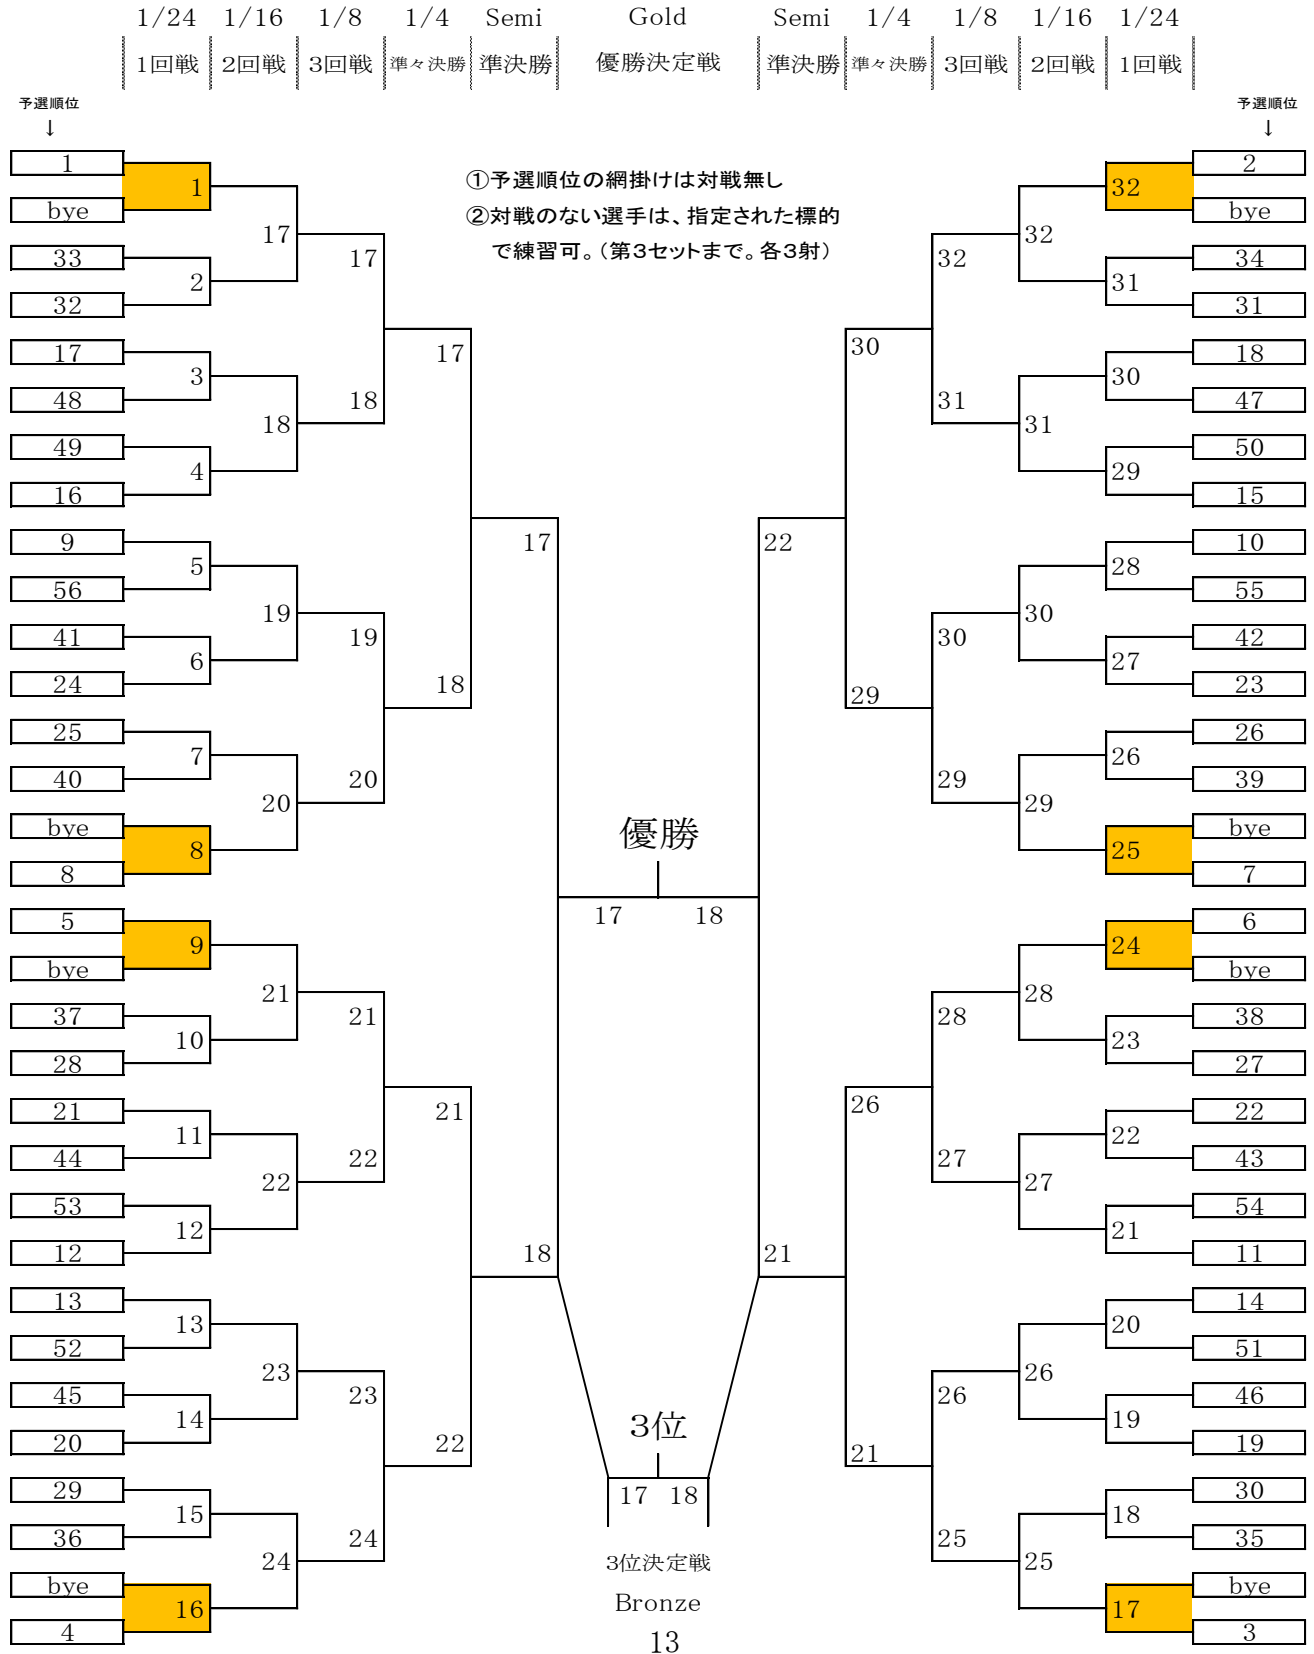 1/24 1/16 1/8 1/4 Semi Gold Semi 1/4 1/8 1/16 1/24
1回戦 2回戦 3回戦 準々決勝 準決勝 優勝決定戦 準決勝 準々決勝 3回戦 2回戦 1回戦
予選順位 予選順位
↓ ↓
1 2
①予選順位の網掛けは対戦無し
1 32
bye bye
②対戦のない選手は、指定された標的
17 32
で練習可。(第3セットまで。各3射)
33 17 32 34
2 31
32 31
17 17 30 18
3 30
48 18 31 47
18 31
49 50
4 29
16 15
9 17 22 10
5 28
56 55
19 30
41 19 30 42
6 27
24 18 29 23
25 26
7 26
40 20 29 39
20 29
bye 優勝 bye
8 25
8 7
5 17 18 6
9 24
bye bye
21 28
37 21 28 38
10 23
28 27
21 21 26 22
11 22
44 22 27 43
22 27
53 54
12 21
12 18 21 11
13 14
13 20
52 51
23 26
45 23 26 46
14 3位 19
20 22 21 19
29 17 18 30
15 18
36 24 25 35
24 3位決定戦 25
bye bye
16 Bronze 17
4 3
13